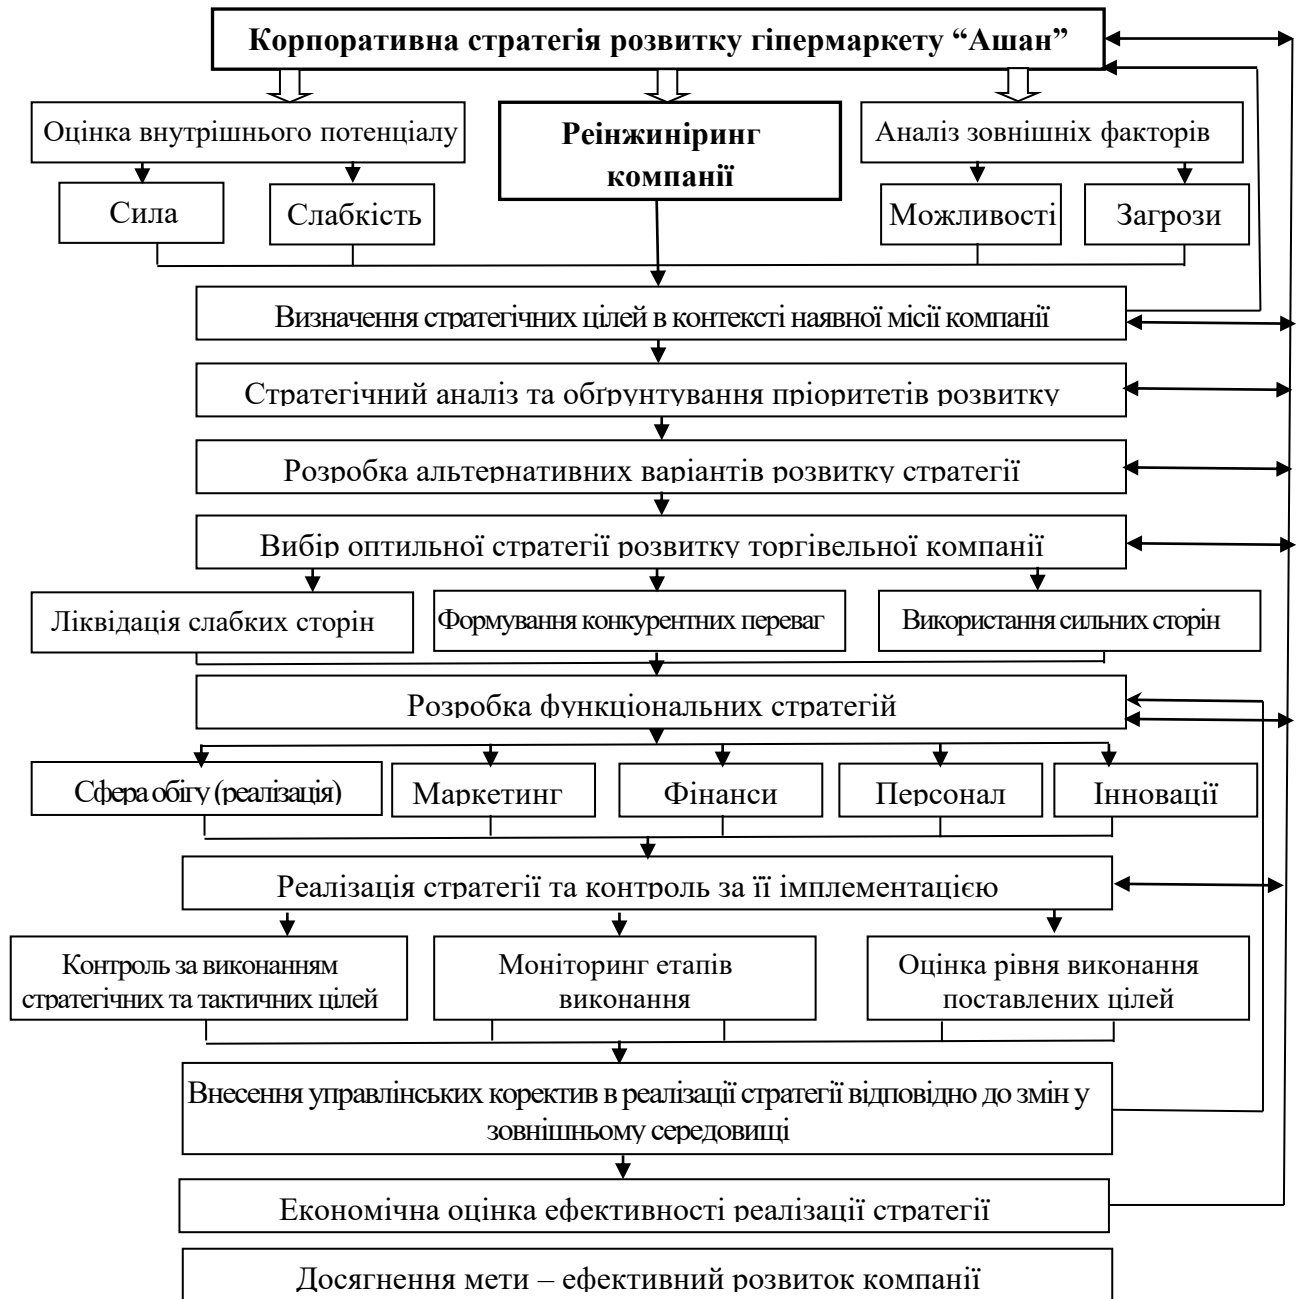 Корпоративна стратегія розвитку гіпермаркету “Ашан”
Оцінка внутрішнього потенціалу
Реінжиніринг
компанії
Аналіз зовнішніх факторів
Сила
Слабкість
Можливості
Загрози
Визначення стратегічних цілей в контексті наявної місії компанії
Стратегічний аналіз та обґрунтування пріоритетів розвитку
Розробка альтернативних варіантів розвитку стратегії
Вибір оптильної стратегії розвитку торгівельної компанії
Ліквідація слабких сторін
Формування конкурентних переваг
Використання сильних сторін
Розробка функціональних стратегій
Сфера обігу (реалізація)
Маркетинг
Фінанси
Персонал
Інновації
Реалізація стратегії та контроль за її імплементацією
Контроль за виконанням
стратегічних та тактичних цілей
Моніторинг етапів
виконання
Оцінка рівня виконання
поставлених цілей
Внесення управлінських коректив в реалізації стратегії відповідно до змін у
зовнішньому середовищі
Економічна оцінка ефективності реалізації стратегії
Досягнення мети – ефективний розвиток компанії